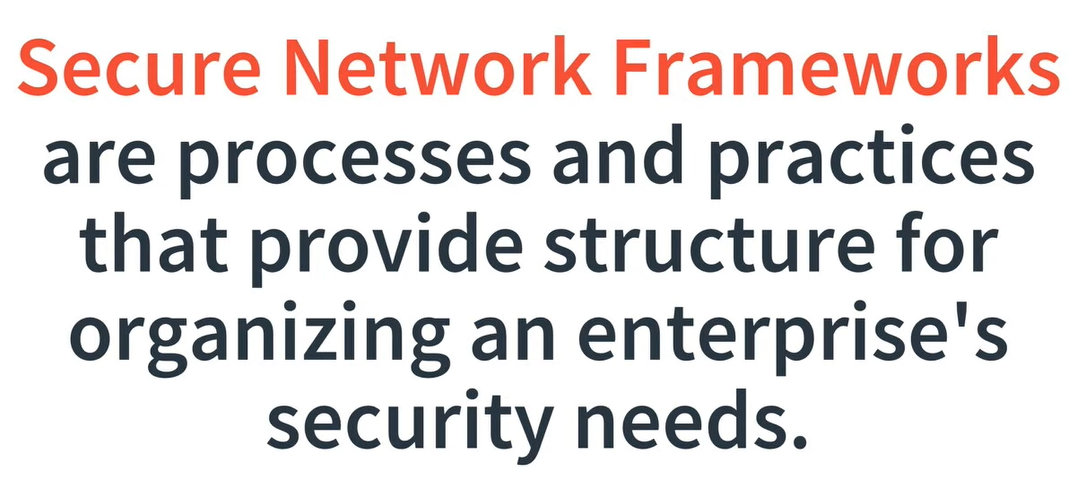 Secure Network Frameworks
are processes and practices
that provide structure for
organizing an enterprise's
security needs.